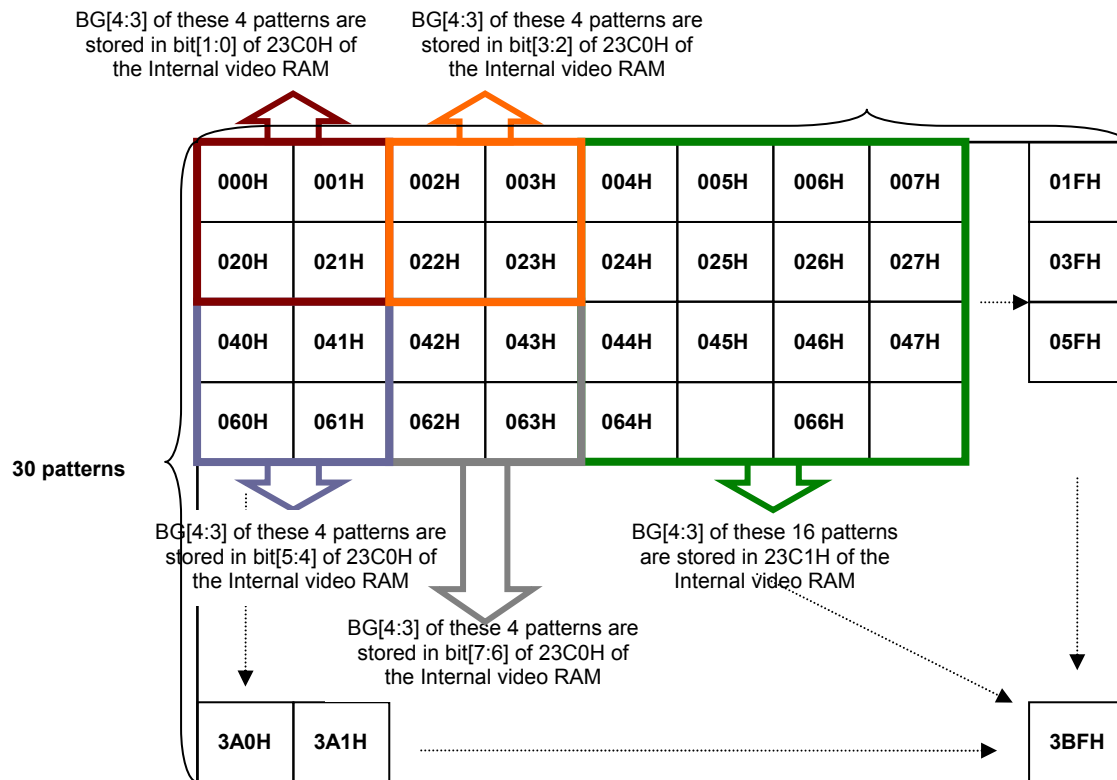 BG[4:3] of these 4 patterns are
stored in bit[1:0] of 23C0H of
the Internal video RAM
BG[4:3] of these 4 patterns are
stored in bit[3:2] of 23C0H of
the Internal video RAM
000H 001H 002H 003H 004H 005H 006H 007H 01FH
020H 021H 022H 023H 024H 025H 026H 027H 03FH
040H 041H 042H 043H 044H 045H 046H 047H 05FH
060H 061H 062H 063H 064H 066H
30 patterns
BG[4:3] of these 4 patterns are
stored in bit[5:4] of 23C0H of
the Internal video RAM
BG[4:3] of these 16 patterns
are stored in 23C1H of the
Internal video RAM
BG[4:3] of these 4 patterns are
stored in bit[7:6] of 23C0H of
the Internal video RAM
3A0H 3A1H 3BFH